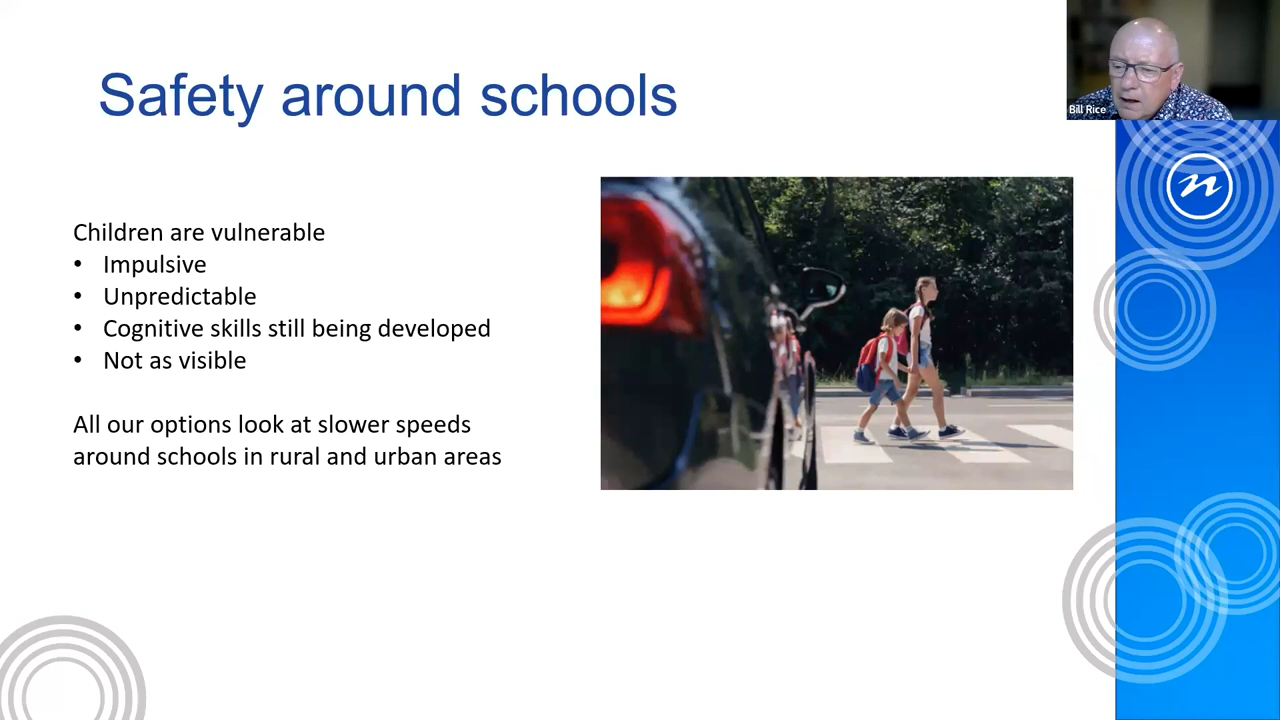 Safety around schools
Bill Rice
Children are vulnerable
• Impulsive
• Unpredictable
• Cognitive skills still being developed
• Not as visible
All our options look at slower speeds
around schools in rural and urban areas
n